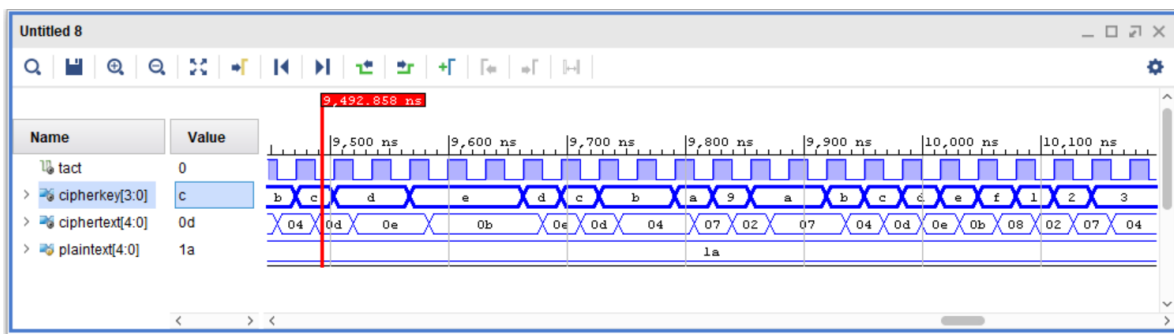 Untitled 8
9,492.858 ns
Name Value 9,500 ns 9,600 ns 9,700 ns 9,800 ns 9,900 ns 10,000 ns 10,100 ns
tact 0
cipherkey[3:0] c b c d e d c b a 9 a b c d e f 1 2 3
ciphertext[4:0] 0d 04 0d 0e 0b 0e 0d 04 07 02 07 04 0d 0e 0b 08 02 07 04
plaintext[4:0] 1a 1a